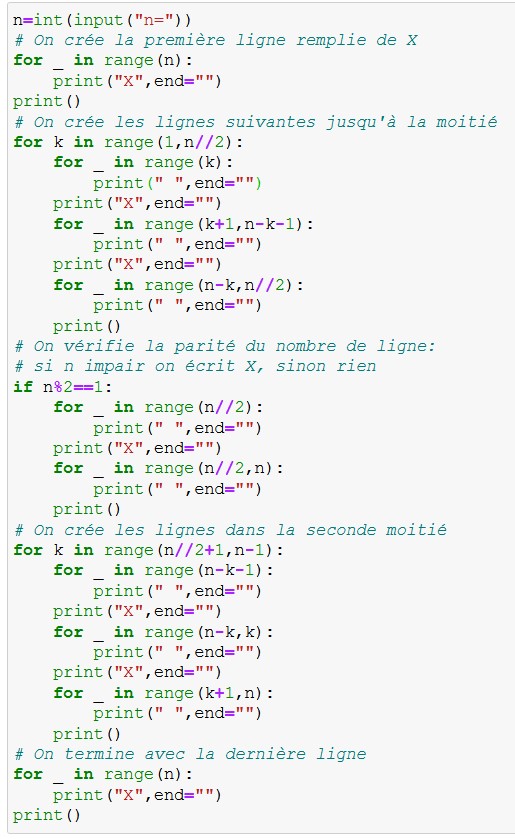 n=int(input("n="))
# On crée la première ligne remplie de X
for _ in range(n):
    print("X",end="")
print()
# On crée les lignes suivantes jusqu'à la moitié
for k in range(1,n//2):
    for _ in range(k):
        print(" ",end="")
    print("X",end="")
    for _ in range(k+1,n-k-1):
        print(" ",end="")
    print("X",end="")
    for _ in range(n-k,n//2):
        print(" ",end="")
    print()
# On vérifie la parité du nombre de ligne:
# si n impair on écrit X, sinon rien
if n%2==1:
    for _ in range(n//2):
        print(" ",end="")
    print("X",end="")
    for _ in range(n//2,n):
        print(" ",end="")
    print()
# On crée les lignes dans la seconde moitié
for k in range(n//2+1,n-1):
    for _ in range(n-k-1):
        print(" ",end="")
    print("X",end="")
    for _ in range(n-k,k):
        print(" ",end="")
    print("X",end="")
    for _ in range(k+1,n):
        print(" ",end="")
    print()
# On termine avec la dernière ligne
for _ in range(n):
    print("X",end="")
print()